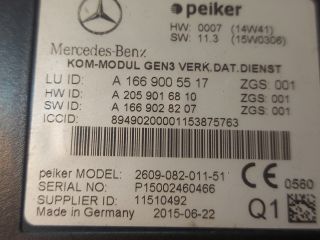 peiker
HW: 0007 (14W41)
SW: 11.3 (15W0306)
Mercedes-Benz
KOM-MODUL GEN3 VERK.DAT.DIENST
LU ID: A 166 900 55 17 ZGS: 001
HW ID: A 205 901 68 10 ZGS: 001
SW ID: A 166 902 82 07 ZGS: 001
ICCID: 89490200001153875763
peiker MODEL: 2609-082-011-51
SERIAL NO: P15002460466
SUPPLIER ID: 11510492
Made in Germany 2015-06-22
CE 0560
Q1